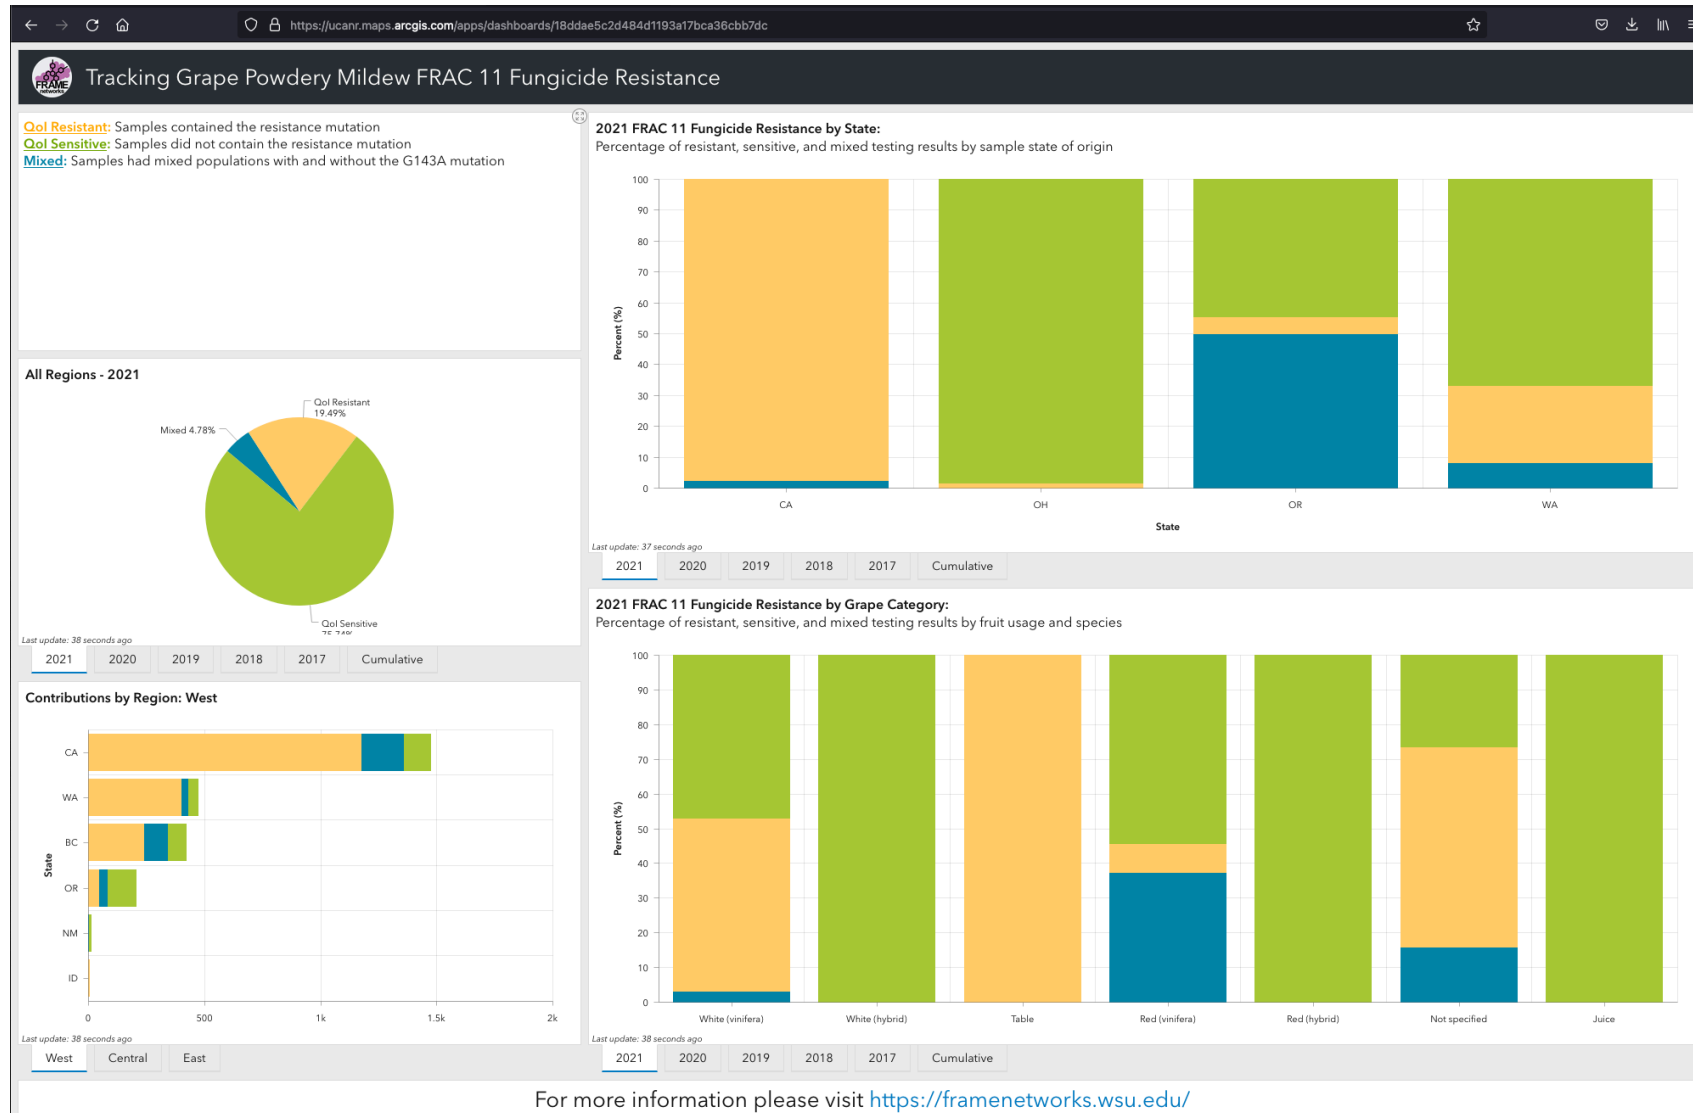 https://ucanr.maps.arcgis.com/apps/dashboards/18ddae5c2d484d1193a17bca36cbb7dc
FRAME
networks
Tracking Grape Powdery Mildew FRAC 11 Fungicide Resistance
QoI Resistant: Samples contained the resistance mutation
QoI Sensitive: Samples did not contain the resistance mutation
Mixed: Samples had mixed populations with and without the G143A mutation
All Regions - 2021
QoI Resistant
19.49%
Mixed 4.78%
QoI Sensitive
75.74%
Last update: 38 seconds ago
2021 2020 2019 2018 2017 Cumulative
Contributions by Region: West
State
CA
WA
BC
OR
NM
ID
0 500 1k 1.5k 2k
Last update: 38 seconds ago
West Central East
2021 FRAC 11 Fungicide Resistance by State:
Percentage of resistant, sensitive, and mixed testing results by sample state of origin
Percent (%)
100
90
80
70
60
50
40
30
20
10
0
CA OH OR WA
State
Last update: 37 seconds ago
2021 2020 2019 2018 2017 Cumulative
2021 FRAC 11 Fungicide Resistance by Grape Category:
Percentage of resistant, sensitive, and mixed testing results by fruit usage and species
Percent (%)
100
90
80
70
60
50
40
30
20
10
0
White (vinifera) White (hybrid) Table Red (vinifera) Red (hybrid) Not specified Juice
Last update: 38 seconds ago
2021 2020 2019 2018 2017 Cumulative
For more information please visit https://framenetworks.wsu.edu/